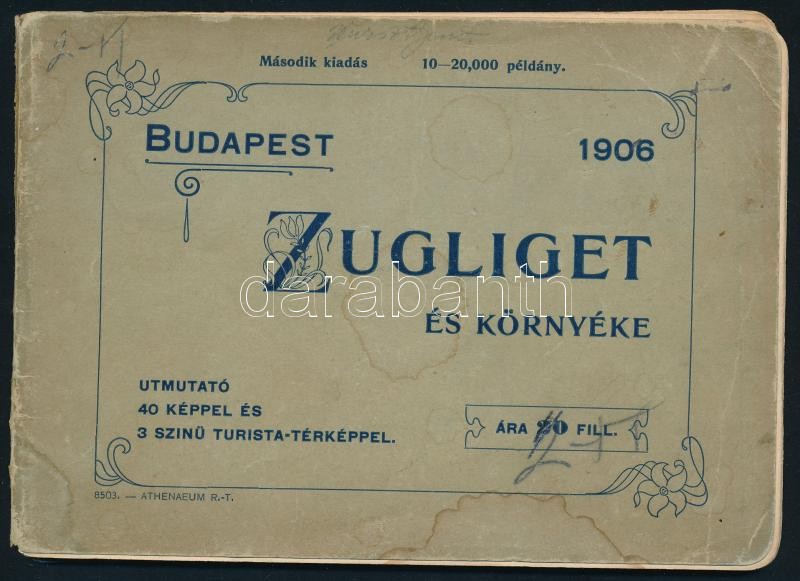 Második kiadás 10—20,000 példány.
BUDAPEST 1906
ZUGLIGET
ÉS KÖRNYÉKE
darabanth
UTMUTATÓ
40 KÉPPEL ÉS
3 SZINŰ TURISTA-TÉRKÉPPEL.
ÁRA 20 FILL.
8503. — ATHENAEUM R.-T.